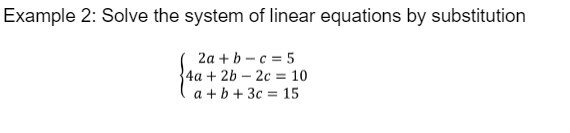 Example 2: Solve the system of linear equations by substitution
2a + b – c = 5
4a + 2b – 2c = 10
a + b + 3c = 15